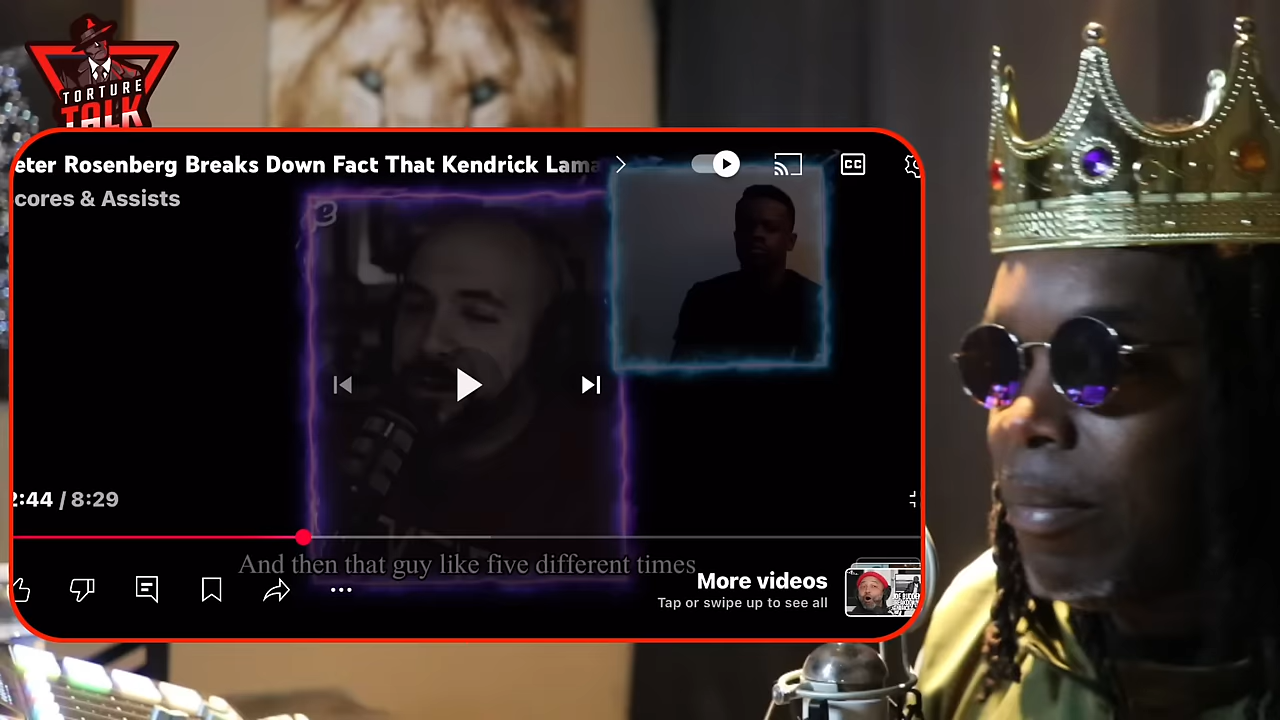 TORTURE
TALK
eter Rosenberg Breaks Down Fact That Kendrick Lama
cores & Assists
CC
2:44 / 8:29
And then that guy like five different times
More videos
Tap or swipe up to see all